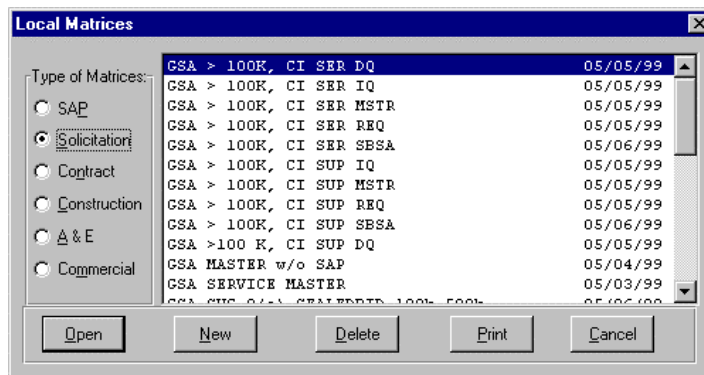 Local Matrices
Type of Matrices:
SAP
Solicitation
Contract
Construction
A & E
Commercial
GSA > 100K, CI SER DQ 05/05/99
GSA > 100K, CI SER IQ 05/05/99
GSA > 100K, CI SER MSTR 05/05/99
GSA > 100K, CI SER REQ 05/05/99
GSA > 100K, CI SER SBSA 05/06/99
GSA > 100K, CI SUP IQ 05/05/99
GSA > 100K, CI SUP MSTR 05/05/99
GSA > 100K, CI SUP REQ 05/05/99
GSA > 100K, CI SUP SBSA 05/06/99
GSA >100 K, CI SUP DQ 05/05/99
GSA MASTER w/o SAP 05/04/99
GSA SERVICE MASTER 05/03/99
Open New Delete Print Cancel